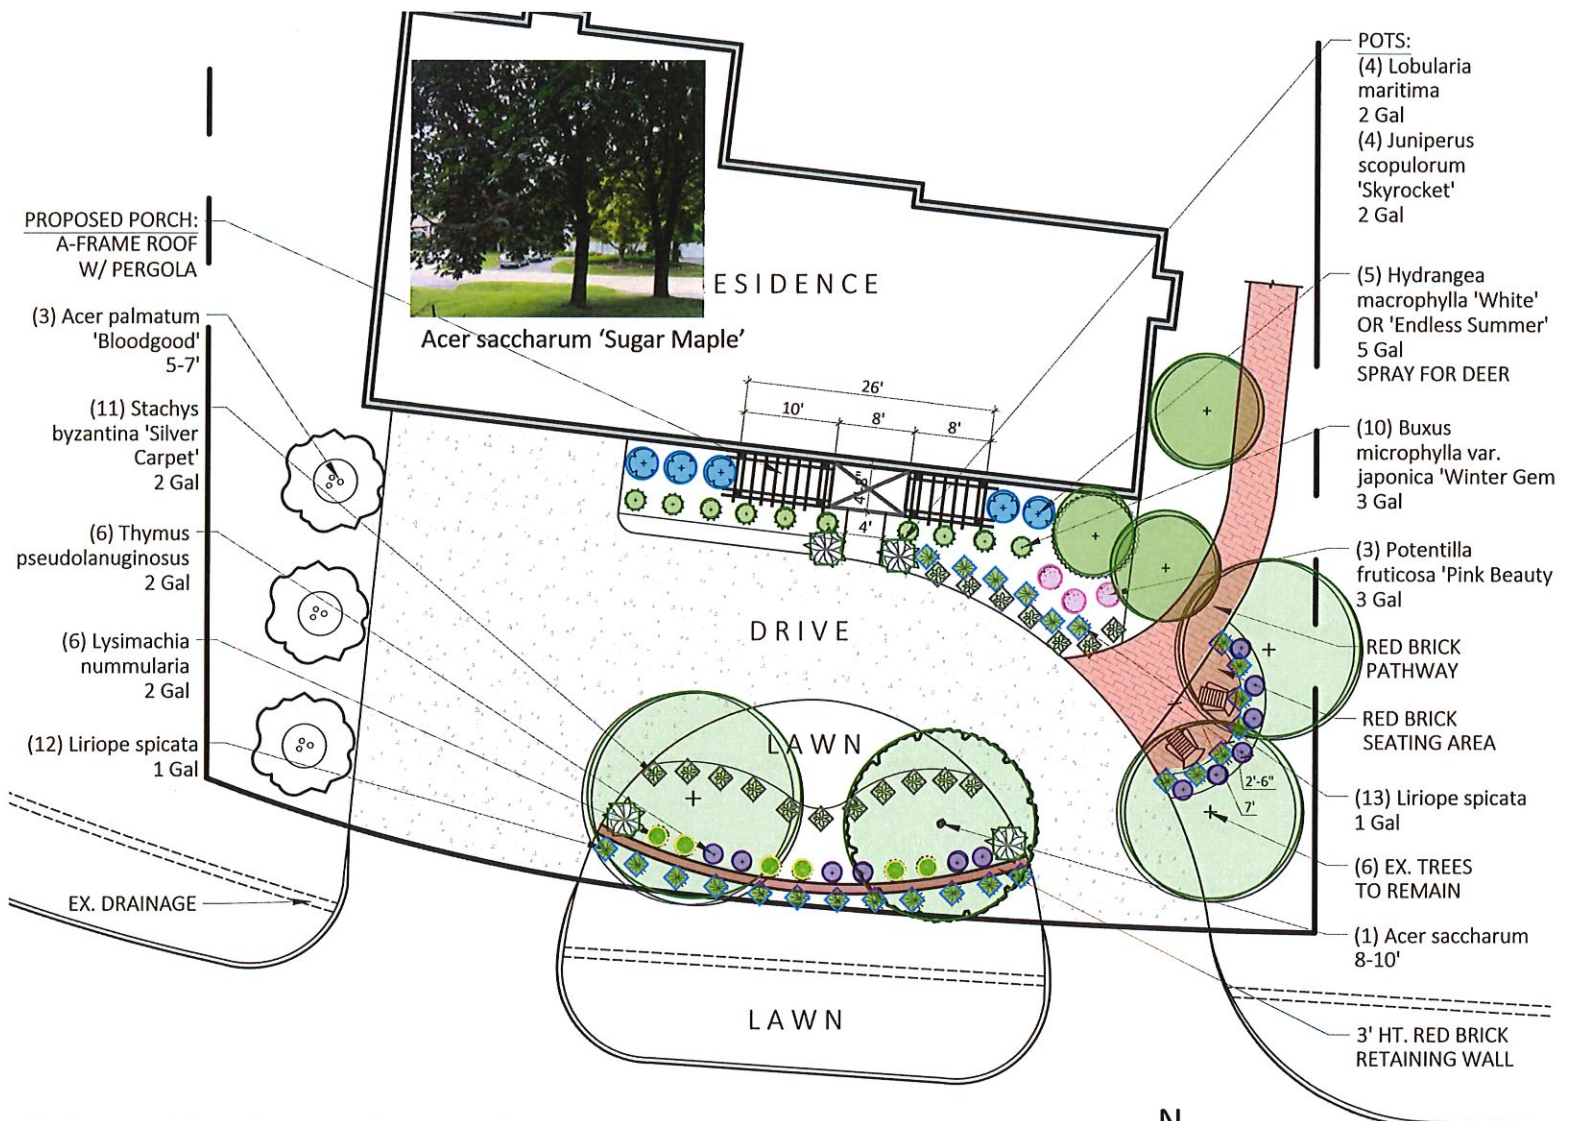 PROPOSED PORCH:
A-FRAME ROOF
W/ PERGOLA
(3) Acer palmatum
'Bloodgood'
5-7'
(11) Stachys
byzantina 'Silver
Carpet'
2 Gal
(6) Thymus
pseudolanuginosus
2 Gal
(6) Lysimachia
nummularia
2 Gal
(12) Liriope spicata
1 Gal
EX. DRAINAGE
ESIDENCE
Acer saccharum ‘Sugar Maple’
26'
10'
8'
8'
4'
DRIVE
LAWN
LAWN
2'-6"
7'
POTS:
(4) Lobularia
maritima
2 Gal
(4) Juniperus
scopulorum
'Skyrocket'
2 Gal
(5) Hydrangea
macrophylla 'White'
OR 'Endless Summer'
5 Gal
SPRAY FOR DEER
(10) Buxus
microphylla var.
japonica 'Winter Gem
3 Gal
(3) Potentilla
fruticosa 'Pink Beauty
3 Gal
RED BRICK
PATHWAY
RED BRICK
SEATING AREA
(13) Liriope spicata
1 Gal
(6) EX. TREES
TO REMAIN
(1) Acer saccharum
8-10'
3' HT. RED BRICK
RETAINING WALL
N